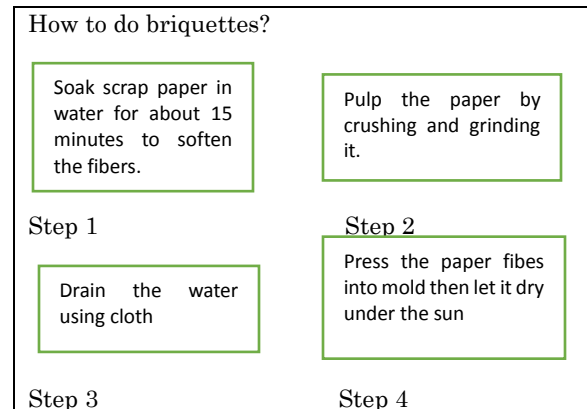 How to do briquettes?
Soak scrap paper in
water for about 15
minutes to soften
the fibers.
Pulp the paper by
crushing and grinding
it.
Step 1
Step 2
Drain the water
using cloth
Press the paper fibes
into mold then let it dry
under the sun
Step 3
Step 4